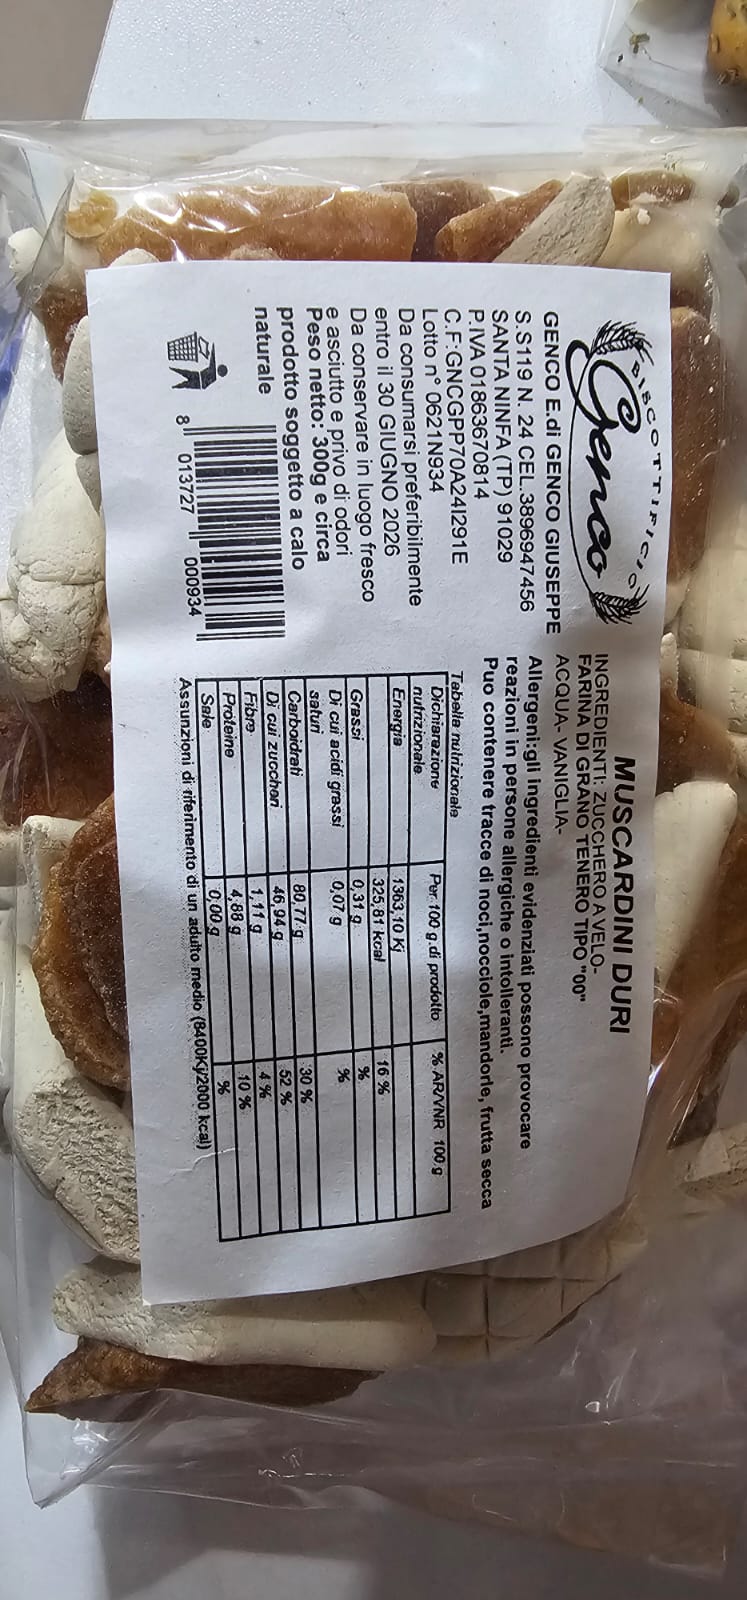 BISCOTTIFICIO
Genco
GENCO E.di GENCO GIUSEPPE
S.S119 N. 24 CEL.3896947456
SANTA NINFA (TP) 91029
P.IVA 01863670814
C.F:GNCGPP70A24I291E
Lotto n° 0621N934
Da consumarsi preferibilmente
entro il 30 GIUGNO 2026
Da conservare in luogo fresco
e asciutto e privo di odori
Peso netto: 300g e circa
prodotto soggetto a calo
naturale
8 013727 000934
MUSCARDINI DURI
INGREDIENTI: ZUCCHERO A VELO-
FARINA DI GRANO TENERO TIPO "00"
ACQUA- VANIGLIA-
Allergeni:gli ingredienti evidenziati possono provocare
reazioni in persone allergiche o intolleranti.
Puo contenere tracce di noci,nocciole,mandorle, frutta secca
Tabella nutrizionale
Dichiarazione nutrizionale Per 100 g di prodotto % AR/VNR 100 g
Energia 1363,10 Kj
325,81 kcal 16 %
Grassi 0,31 g %
Di cui acidi grassi saturi 0,07 g %
Carboidrati 80,77 g 30 %
Di cui zuccheri 46,94 g 52 %
Fibre 1,11 g 4 %
Proteine 4,88 g 10 %
Sale 0,00 g %
Assunzioni di riferimento di un adulto medio (8400Kj/2000 kcal)